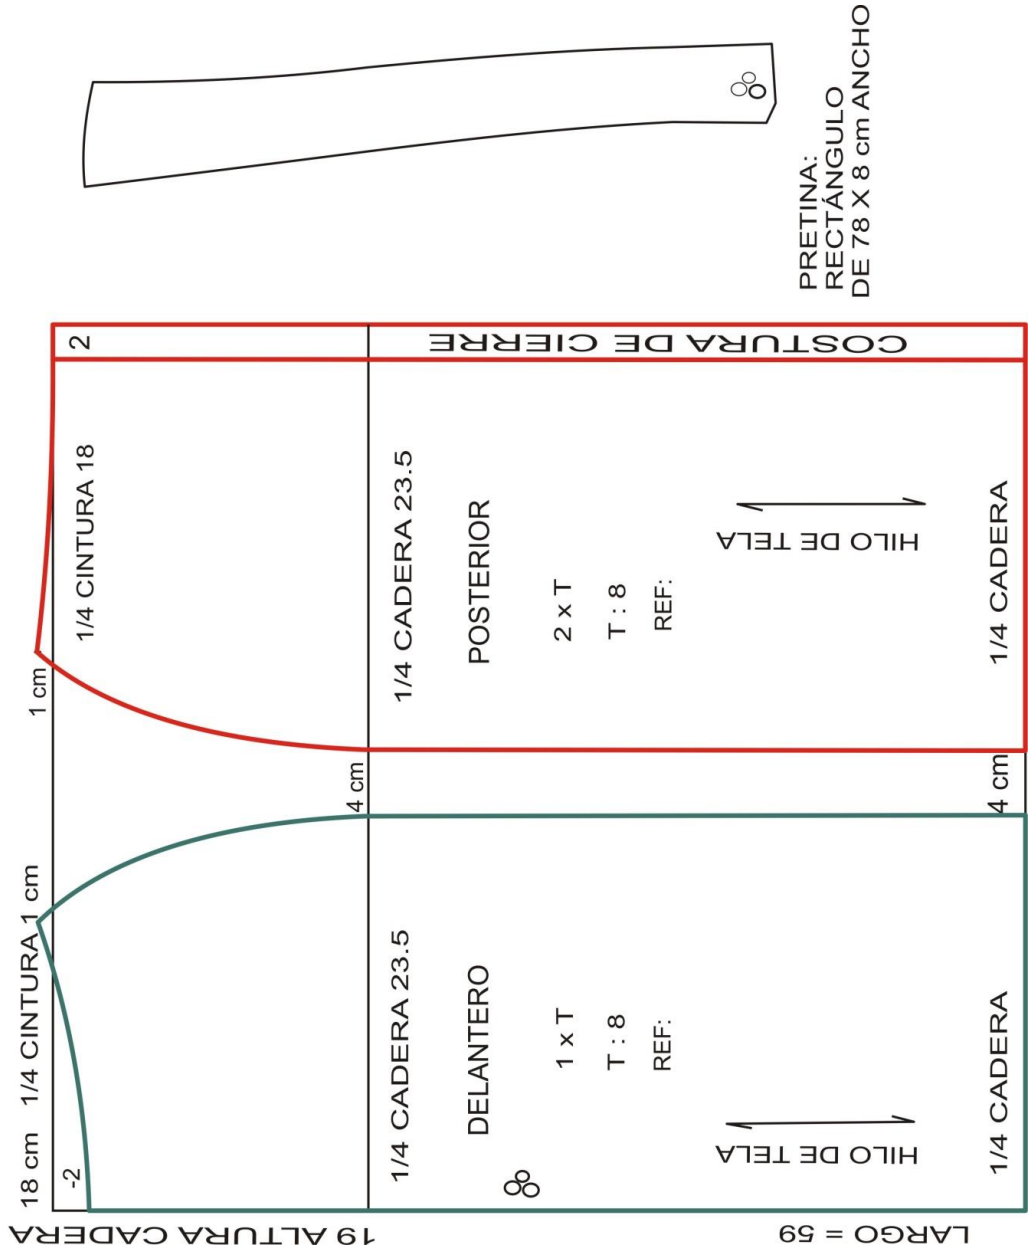 18 cm
1/4 CINTURA 1 cm
-2
1 cm
1/4 CINTURA 18
2
19 ALTURA CADERA
4 cm
1/4 CADERA 23.5
DELANTERO
1 x T
T : 8
REF:
HILO DE TELA
1/4 CADERA
LARGO = 59
4 cm
1/4 CADERA 23.5
POSTERIOR
2 x T
T : 8
REF:
HILO DE TELA
1/4 CADERA
COSTURA DE CIERRE
PRETINA:
RECTÁNGULO
DE 78 X 8 cm ANCHO